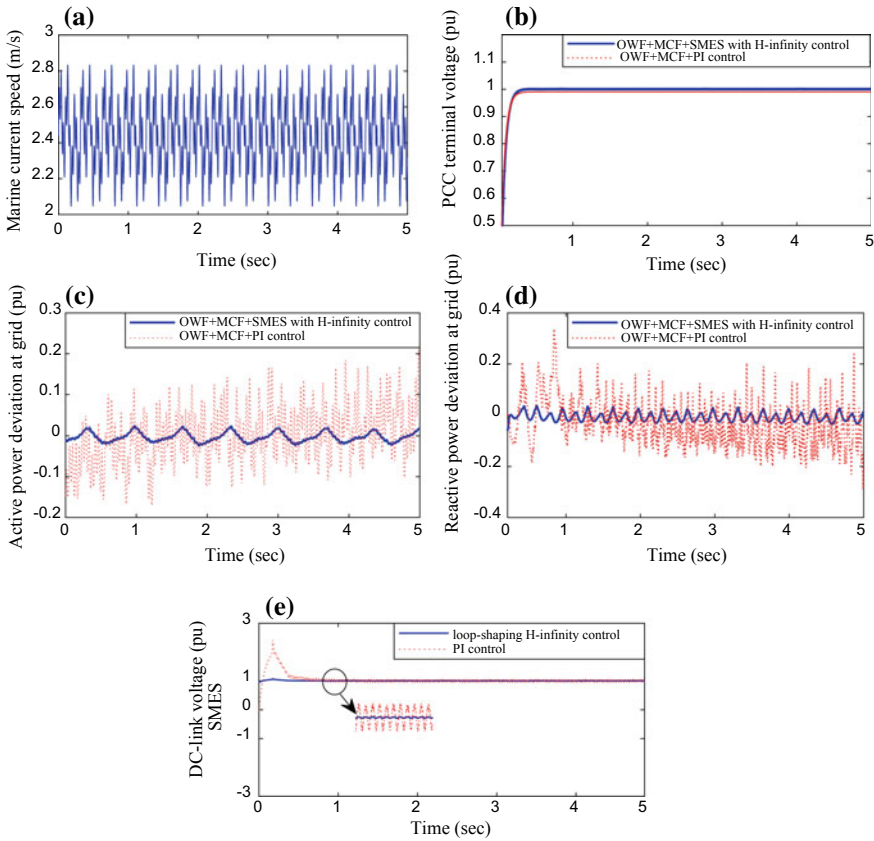 (a)
Marine current speed (m/s)
3
2.8
2.6
2.4
2.2
2
0 1 2 3 4 5
Time (sec)
(b)
PCC terminal voltage (pu)
OWF+MCF+SMES with H-infinity control
OWF+MCF+PI control
1.1
1.0
0.9
0.8
0.7
0.6
0.5
1 2 3 4 5
Time (sec)
(c)
Active power deviation at grid (pu)
OWF+MCF+SMES with H-infinity control
OWF+MCF+PI control
0.3
0.2
0.1
0
-0.1
-0.2
0 1 2 3 4 5
Time (sec)
(d)
Reactive power deviation at grid (pu)
OWF+MCF+SMES with H-infinity control
OWF+MCF+PI control
0.4
0.2
0
-0.2
-0.4
0 1 2 3 4 5
Time (sec)
(e)
DC-link voltage (pu)
SMES
loop-shaping H-infinity control
PI control
3
1
0
-1
-3
0 1 2 3 4 5
Time (sec)